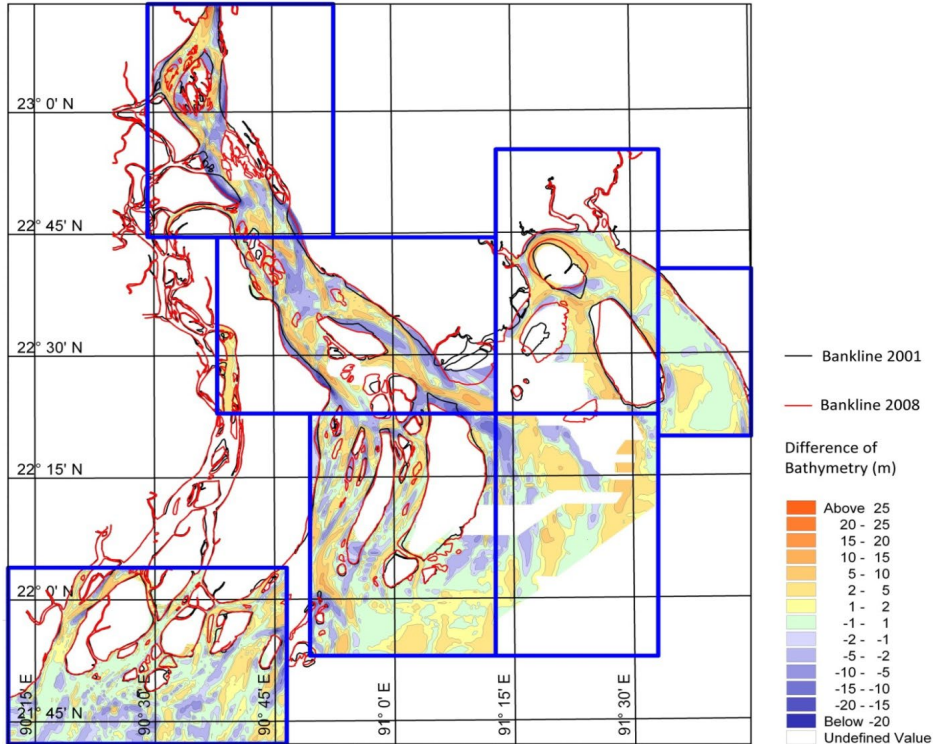 23° 0' N
22° 45' N
22° 30' N
22° 15' N
22° 0' N
21° 45' N
90° 15' E
90° 30' E
90° 45' E
91° 0' E
91° 15' E
91° 30' E
Bankline 2001
Bankline 2008
Difference of
Bathymetry (m)
Above 25
20 - 25
15 - 20
10 - 15
5 - 10
2 - 5
1 - 2
-1 - 1
-2 - -1
-5 - -2
-10 - -5
-15 - -10
-20 - -15
Below -20
Undefined Value